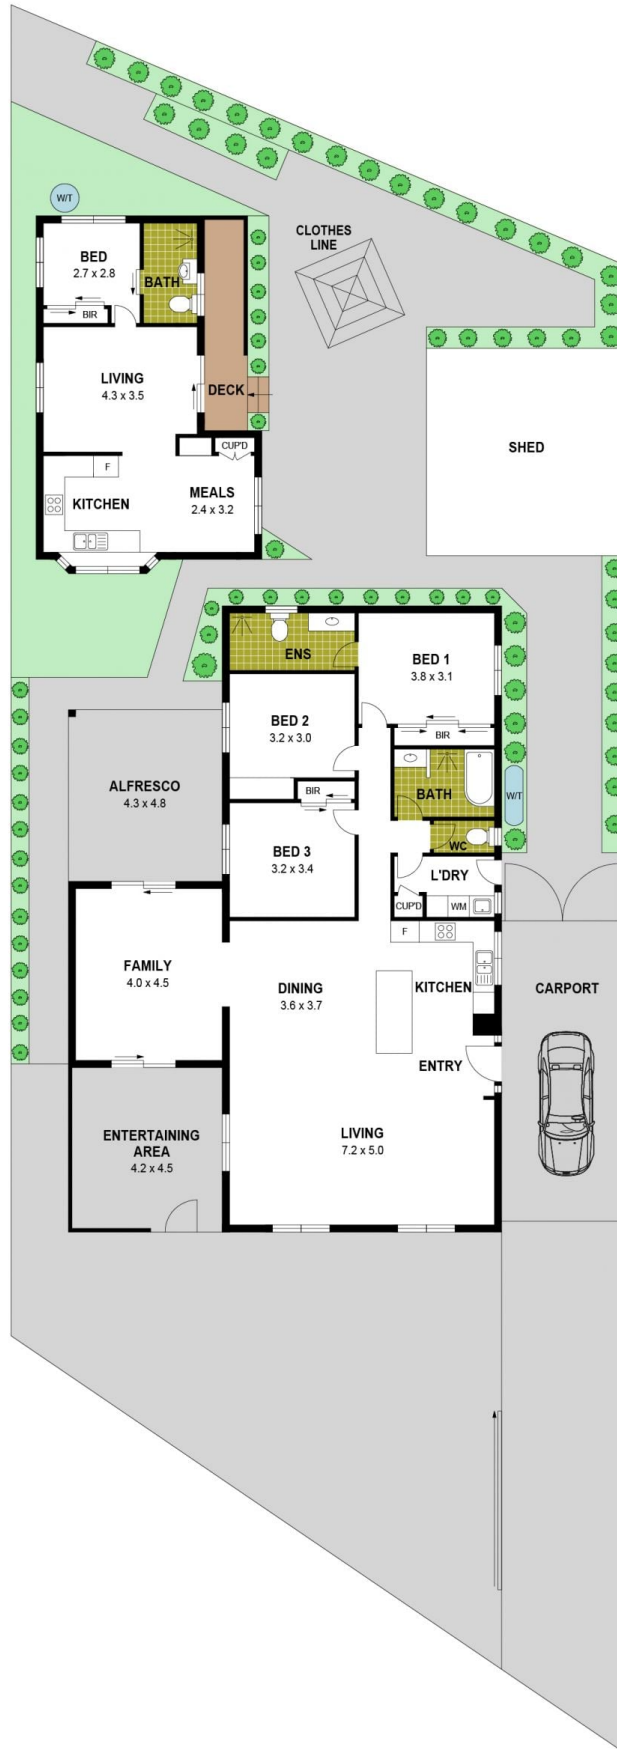 W/T
BED
2.7 x 2.8
BATH
BIR
CLOTHES
LINE
LIVING
4.3 x 3.5
DECK
CUP'D
F
KITCHEN
MEALS
2.4 x 3.2
SHED
ENS
BED 1
3.8 x 3.1
BIR
BED 2
3.2 x 3.0
BIR
ALFRESCO
4.3 x 4.8
BATH
W/T
WC
BED 3
3.2 x 3.4
L'DRY
CUP'D
WM
F
FAMILY
4.0 x 4.5
DINING
3.6 x 3.7
KITCHEN
CARPORT
ENTRY
ENTERTAINING
AREA
4.2 x 4.5
LIVING
7.2 x 5.0